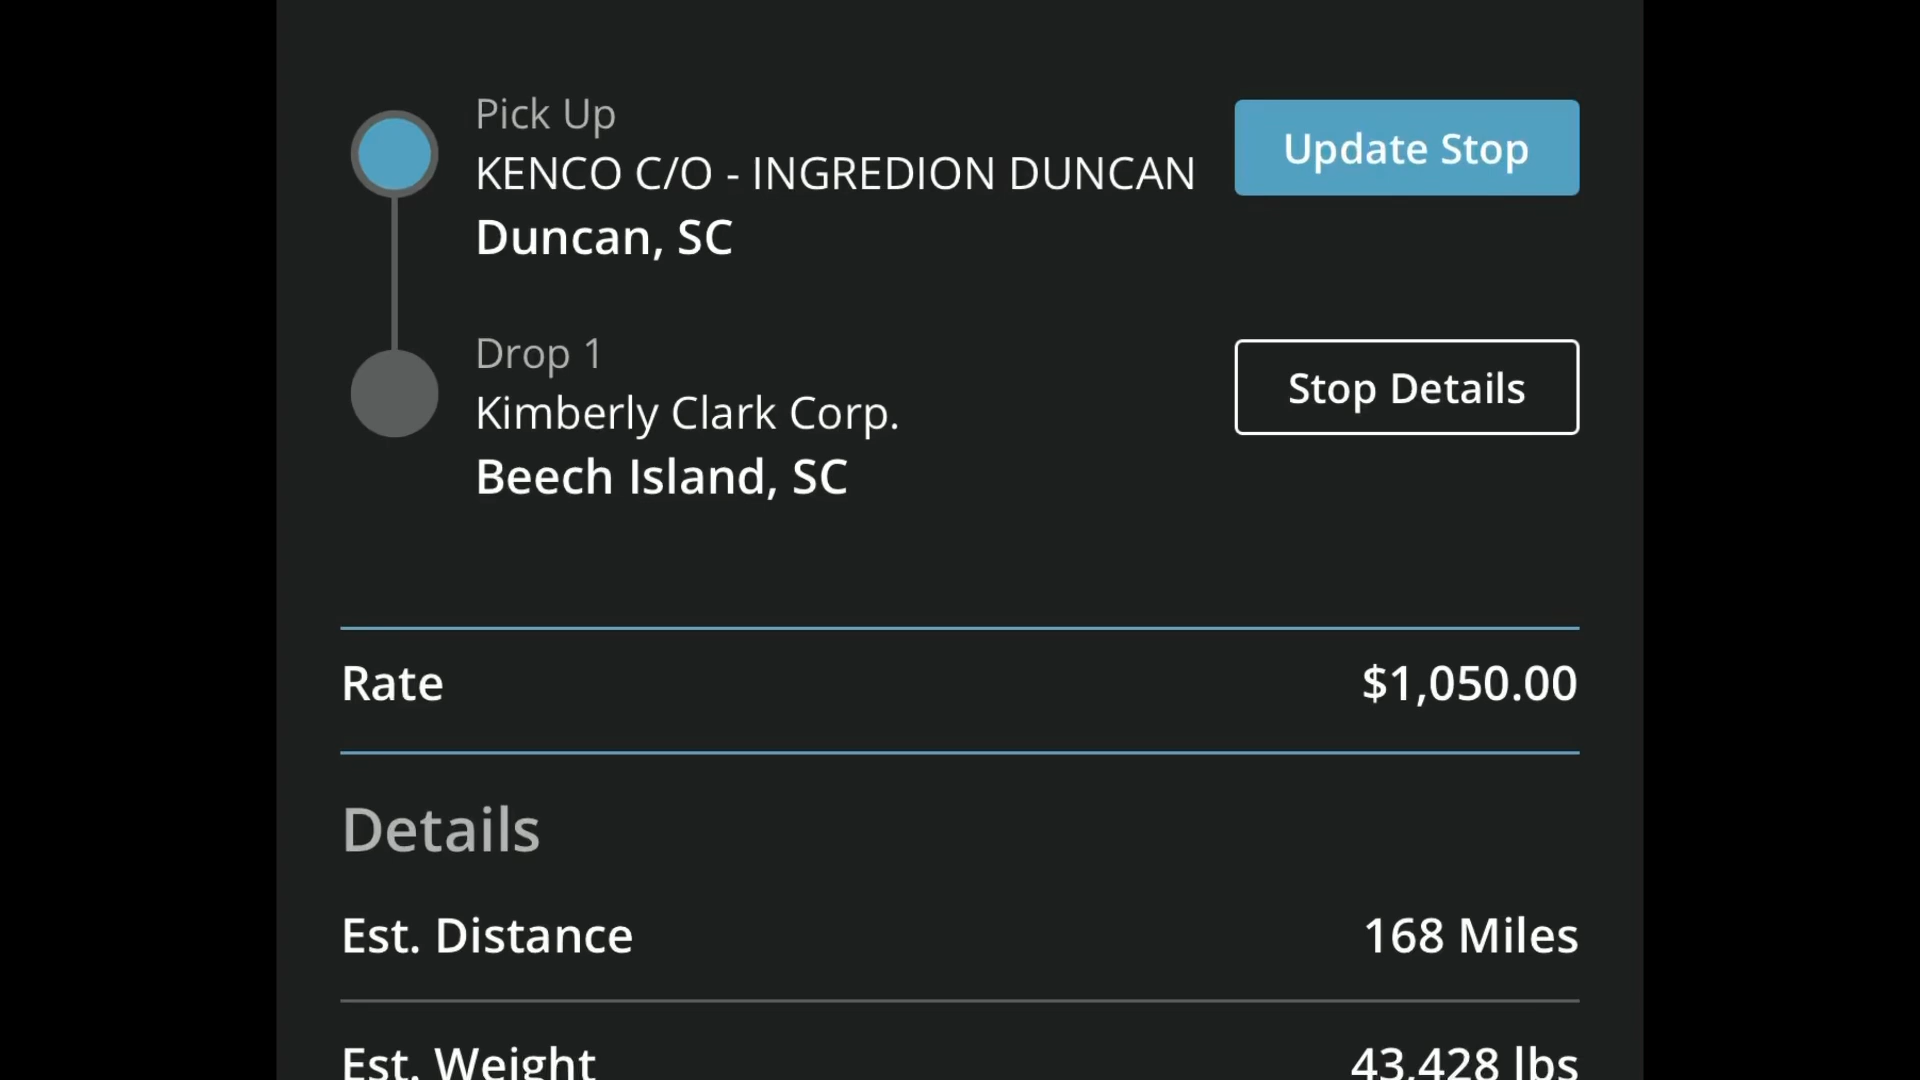 Pick Up
KENCO C/O - INGREDION DUNCAN
Duncan, SC
Update Stop
Drop 1
Kimberly Clark Corp.
Beech Island, SC
Stop Details
Rate $1,050.00
Details
Est. Distance 168 Miles
Est. Weight 43,428 lbs